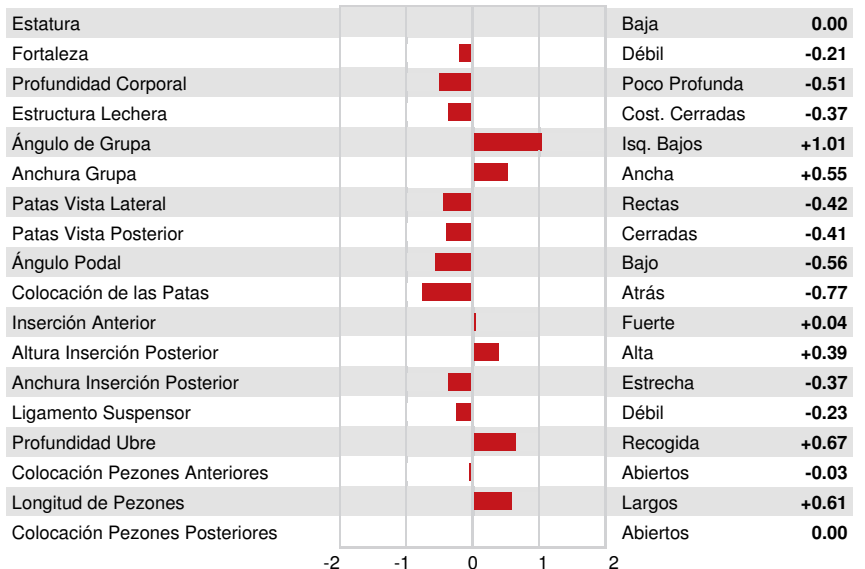 Estatura Baja 0.00
Fortaleza Débil -0.21
Profundidad Corporal Poco Profunda -0.51
Estructura Lechera Cost. Cerradas -0.37
Ángulo de Grupa Isq. Bajos +1.01
Anchura Grupa Ancha +0.55
Patas Vista Lateral Rectas -0.42
Patas Vista Posterior Cerradas -0.41
Ángulo Podal Bajo -0.56
Colocación de las Patas Atrás -0.77
Inserción Anterior Fuerte +0.04
Altura Inserción Posterior Alta +0.39
Anchura Inserción Posterior Estrecha -0.37
Ligamento Suspensor Débil -0.23
Profundidad Ubre Recogida +0.67
Colocación Pezones Anteriores Abiertos -0.03
Longitud de Pezones Largos +0.61
Colocación Pezones Posteriores Abiertos 0.00
-2 -1 0 1 2